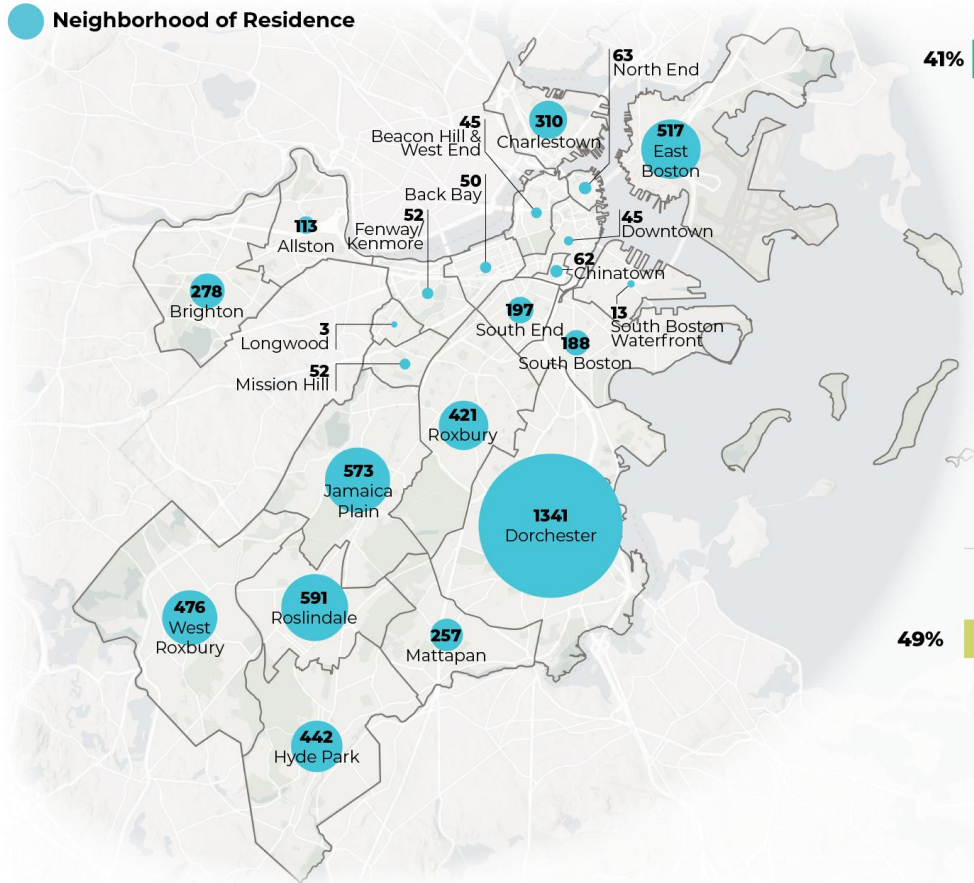 Neighborhood of Residence
41%
63
North End
45
Beacon Hill &
West End
310
Charlestown
517
East
Boston
50
Back Bay
52
Fenway/
Kenmore
113
Allston
45
Downtown
62
Chinatown
278
Brighton
197
South End
13
South Boston
Waterfront
3
Longwood
188
South Boston
52
Mission Hill
421
Roxbury
573
Jamaica
Plain
1341
Dorchester
476
West
Roxbury
591
Roslindale
257
Mattapan
49%
442
Hyde Park